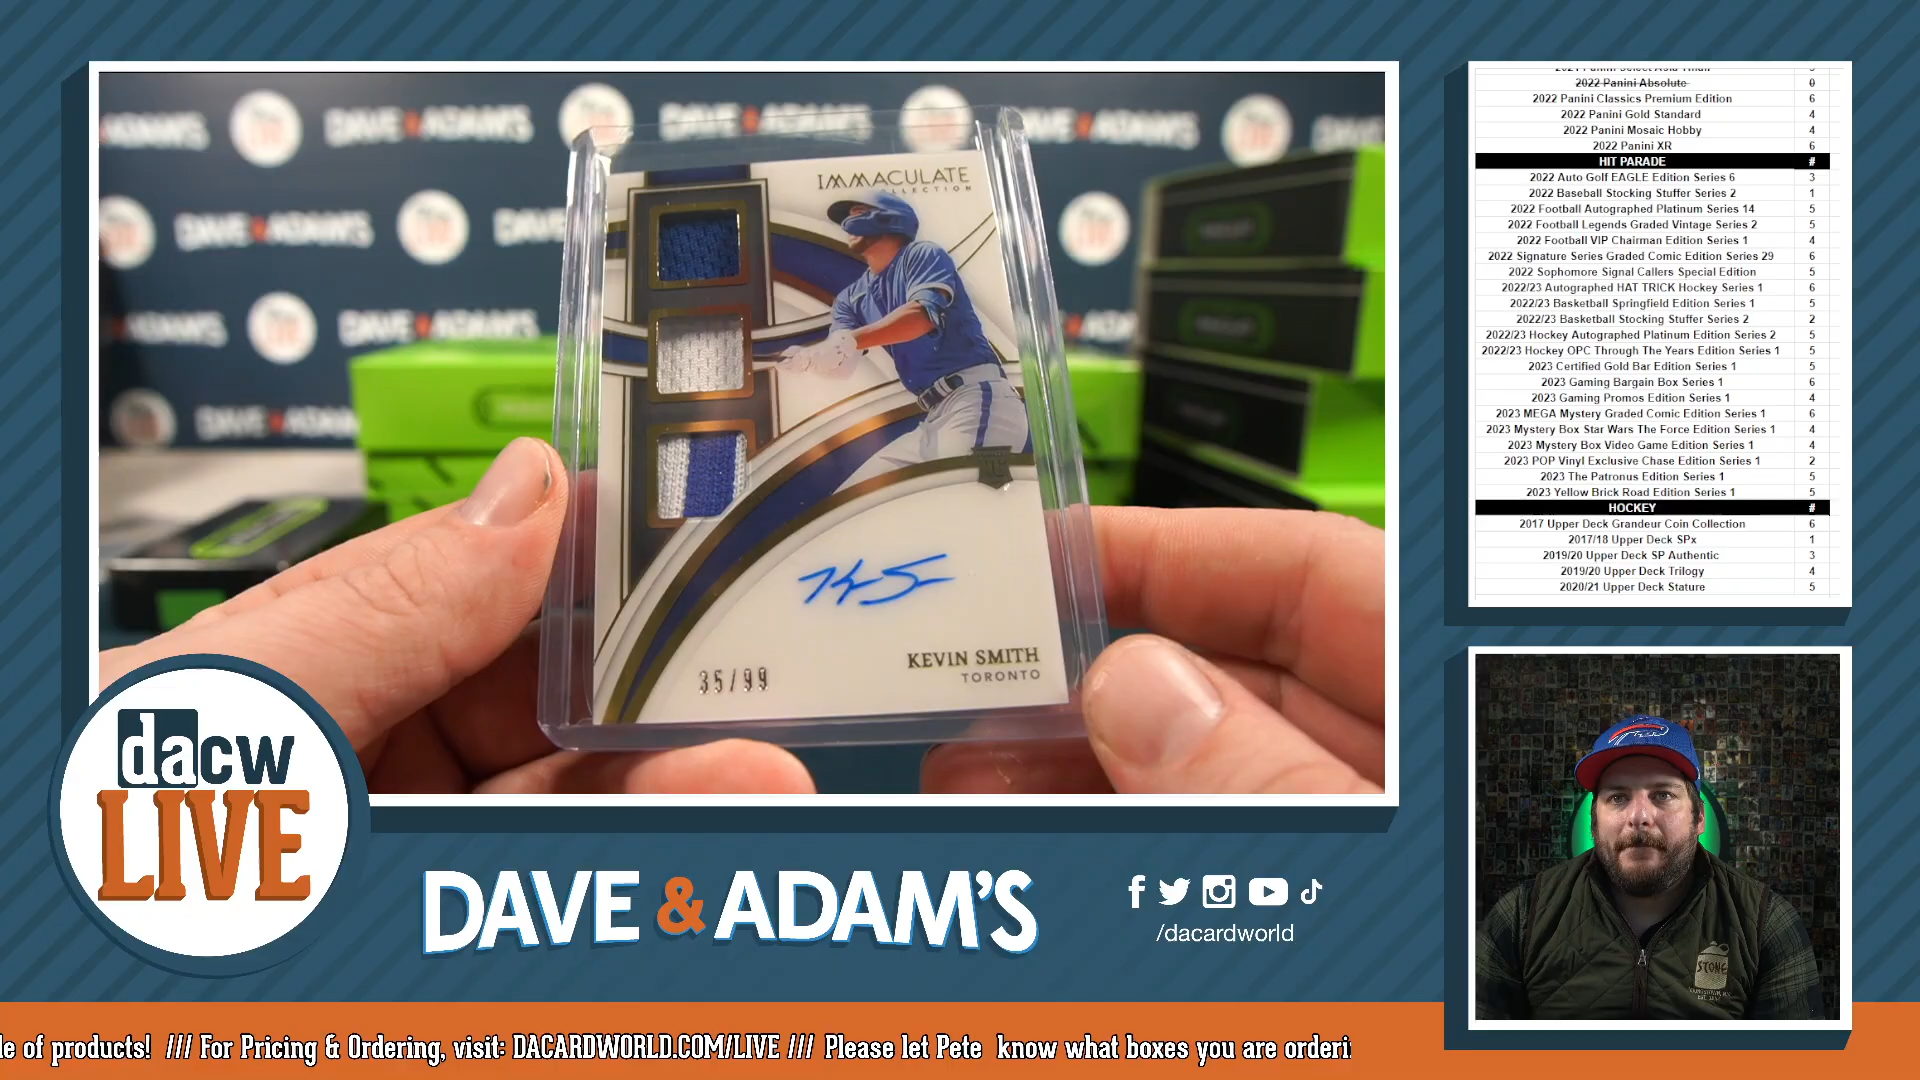 DAVE & ADAM'S
DAVE & ADAM'S
IMMACULATE
COLLECTION
35/99
KEVIN SMITH
TORONTO
2022 Panini Absolute 0
2022 Panini Classics Premium Edition 6
2022 Panini Gold Standard 4
2022 Panini Mosaic Hobby 4
2022 Panini XR 6
HIT PARADE #
2022 Auto Golf EAGLE Edition Series 6 3
2022 Baseball Stocking Stuffer Series 2 1
2022 Football Autographed Platinum Series 14 5
2022 Football Legends Graded Vintage Series 2 5
2022 Football VIP Chairman Edition Series 1 4
2022 Signature Series Graded Comic Edition Series 29 6
2022 Sophomore Signal Callers Special Edition 5
2022/23 Autographed HAT TRICK Hockey Series 1 6
2022/23 Basketball Springfield Edition Series 1 5
2022/23 Basketball Stocking Stuffer Series 2 2
2022/23 Hockey Autographed Platinum Edition Series 2 5
2022/23 Hockey OPC Through The Years Edition Series 1 5
2023 Certified Gold Bar Edition Series 1 5
2023 Gaming Bargain Box Series 1 6
2023 Gaming Promos Edition Series 1 4
2023 MEGA Mystery Graded Comic Edition Series 1 6
2023 Mystery Box Star Wars The Force Edition Series 1 4
2023 Mystery Box Video Game Edition Series 1 4
2023 POP Vinyl Exclusive Chase Edition Series 1 2
2023 The Patronus Edition Series 1 5
2023 Yellow Brick Road Edition Series 1 5
HOCKEY #
2017 Upper Deck Grandeur Coin Collection 6
2017/18 Upper Deck SPx 1
2019/20 Upper Deck SP Authentic 3
2019/20 Upper Deck Trilogy 4
2020/21 Upper Deck Stature 5
STONE
dacw
LIVE
DAVE & ADAM'S
/dacardworld
le of products! /// For Pricing & Ordering, visit: DACARDWORLD.COM/LIVE /// Please let Pete know what boxes you are orderi